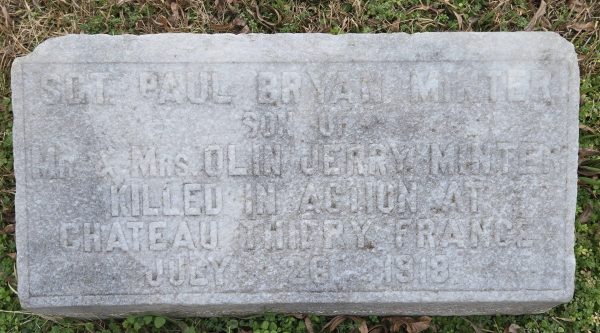 SGT. PAUL BRYAN MINTER
SON OF
MR. & MRS. OLIN JERRY MINTER
KILLED IN ACTION AT
CHATEAU THIERY FRANCE
JULY 26 1918